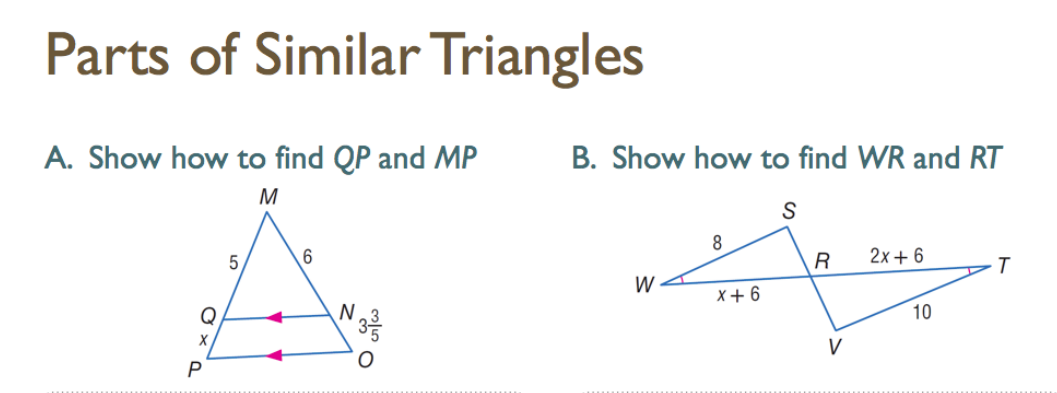 Parts of Similar Triangles
A. Show how to find QP and MP
B. Show how to find WR and RT
M
5
6
Q
N
3 3/5
x
P
O
S
8
R
2x + 6
T
W
x + 6
10
V